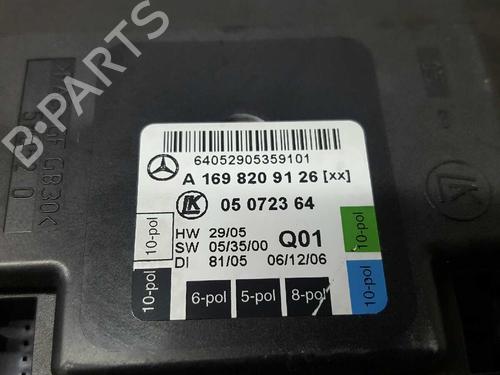 64052905359101
A 169 820 91 26 [xx]
LK
05 0723 64
HW 29/05
SW 05/35/00
Q01
DI 81/05 06/12/06
10-pol
10-pol
10-pol
10-pol
6-pol
5-pol
8-pol